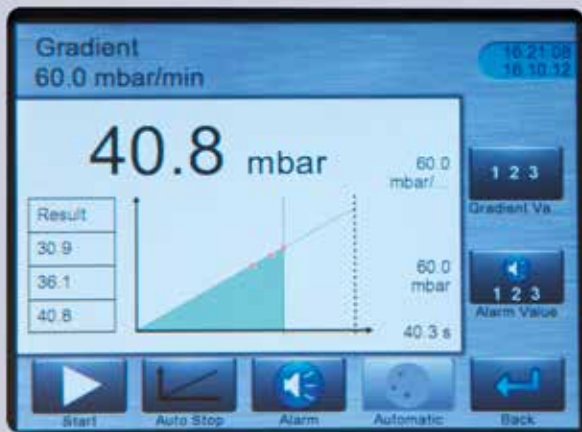 Gradient
60.0 mbar/min
16.21.08
16.10.12
40.8 mbar
60.0
mbar/...
1 2 3
Gradient Va...
Result
30.9
36.1
40.8
60.0
mbar
1 2 3
Alarm Value
40.3 s
Start
Auto Stop
Alarm
Automatic
Back